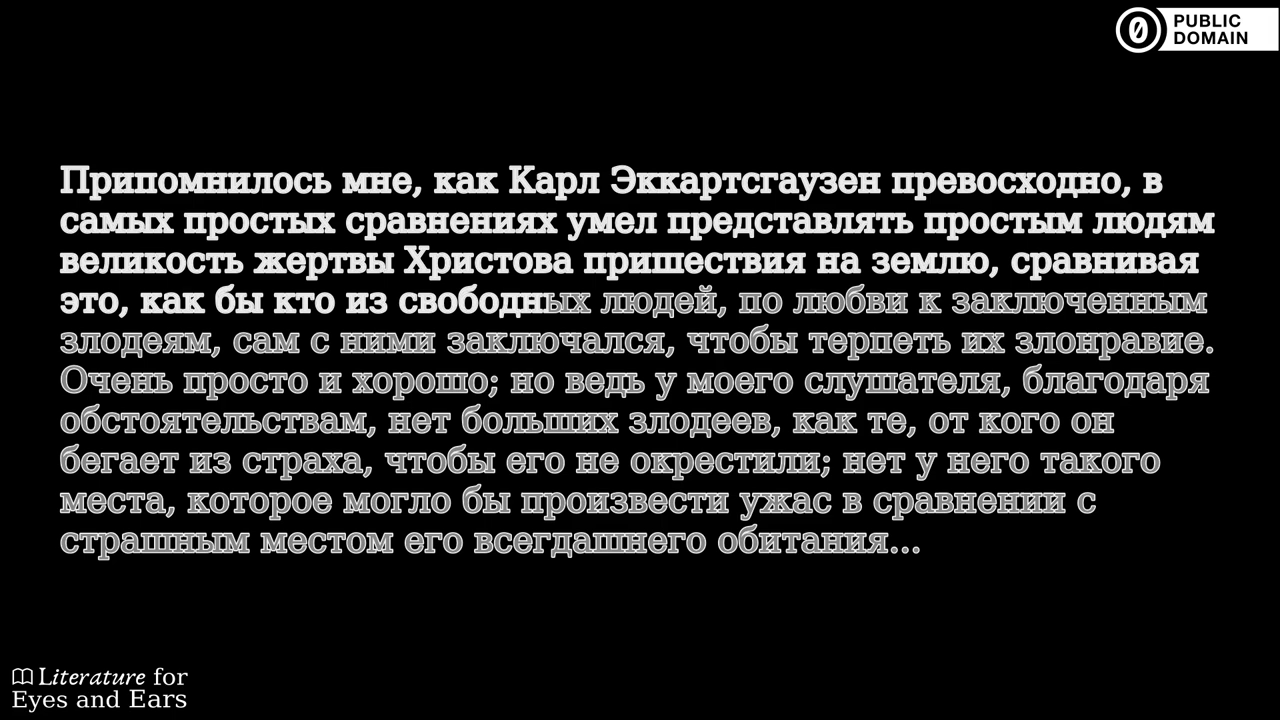 PUBLIC
DOMAIN
Припомнилось мне, как Карл Эккартсгаузен превосходно, в
самых простых сравнениях умел представлять простым людям
великость жертвы Христова пришествия на землю, сравнивая
это, как бы кто из свободных людей, по любви к заключенным
злодеям, сам с ними заключался, чтобы терпеть их злонравие.
Очень просто и хорошо; но ведь у моего слушателя, благодаря
обстоятельствам, нет больших злодеев, как те, от кого он
бегает из страха, чтобы его не окрестили; нет у него такого
места, которое могло бы произвести ужас в сравнении с
страшным местом его всегдашнего обитания...
Literature for
Eyes and Ears